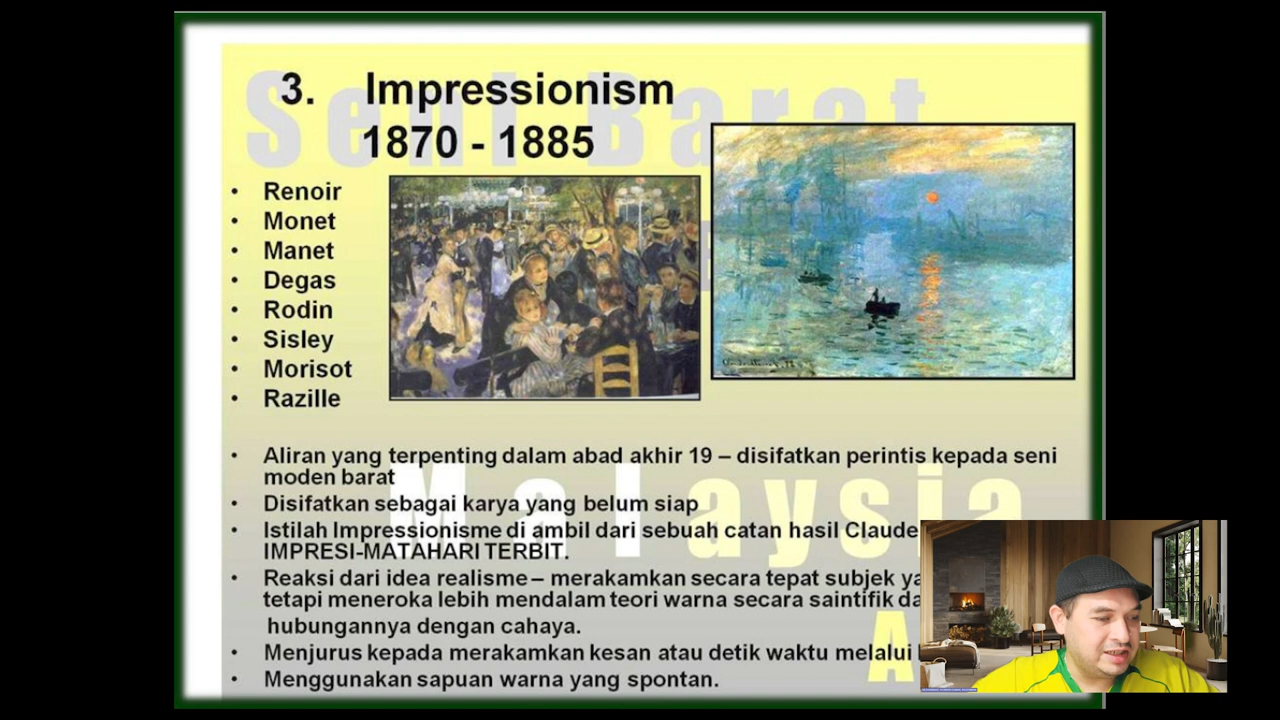 Seni Barat
3. Impressionism
1870 - 1885
• Renoir
• Monet
• Manet
• Degas
• Rodin
• Sisley
• Morisot
• Razille
• Aliran yang terpenting dalam abad akhir 19 – disifatkan perintis kepada seni
moden barat
• Disifatkan sebagai karya yang belum siap
• Istilah Impressionisme di ambil dari sebuah catan hasil Claude
IMPRESI-MATAHARI TERBIT.
• Reaksi dari idea realisme – merakamkan secara tepat subjek
tetapi meneroka lebih mendalam teori warna secara saintifik
hubungannya dengan cahaya.
• Menjurus kepada merakamkan kesan atau detik waktu melalui
• Menggunakan sapuan warna yang spontan.
Malaysia